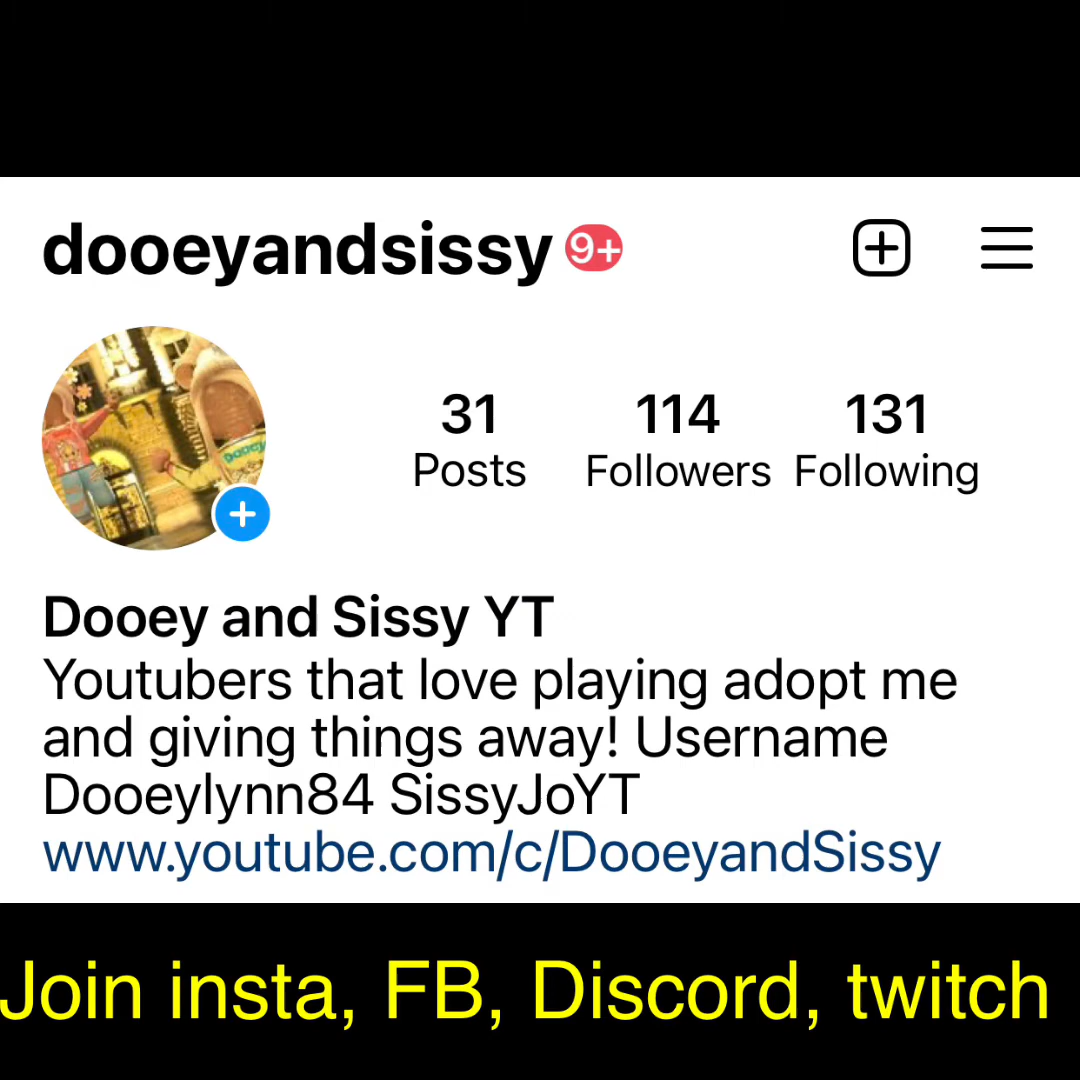 dooeyandsissy 9+
31 114 131
Posts Followers Following
Dooey
Dooey and Sissy YT
Youtubers that love playing adopt me
and giving things away! Username
Dooeylynn84 SissyJoYT
www.youtube.com/c/DooeyandSissy
Join insta, FB, Discord, twitch